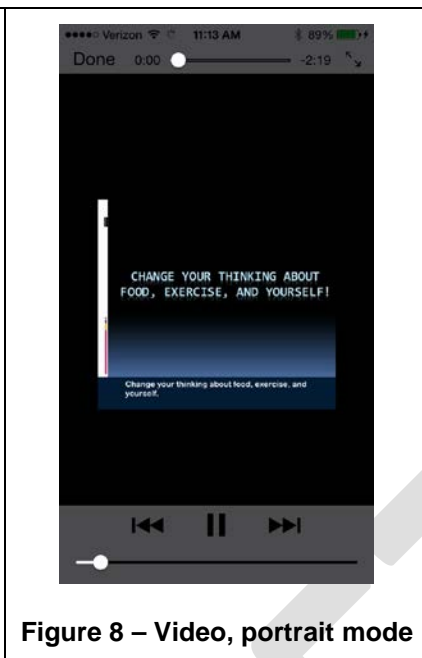 ●●●●○ Verizon 11:13 AM 89%
Done 0:00 -2:19
CHANGE YOUR THINKING ABOUT
FOOD, EXERCISE, AND YOURSELF!
Change your thinking about food, exercise, and
yourself.
Figure 8 – Video, portrait mode